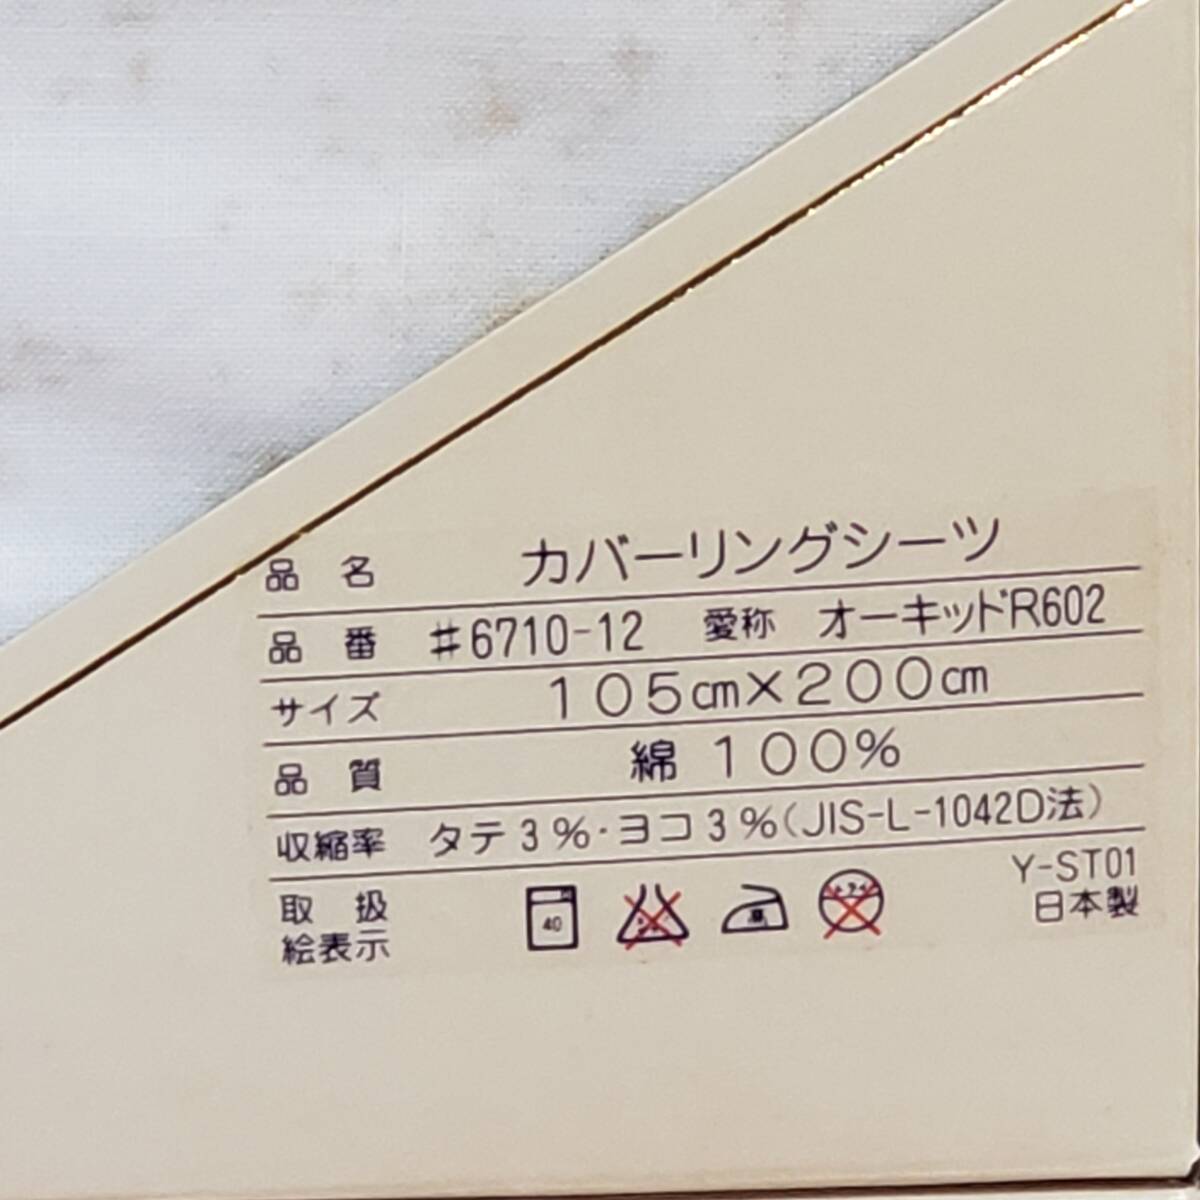 品名 カバーリングシーツ
品番 #6710-12 愛称 オーキッドR602
サイズ 105cm×200cm
品質 綿 100%
収縮率 タテ3%・ヨコ3%(JIS-L-1042D法)
取扱絵表示 40
Y-ST01
日本製